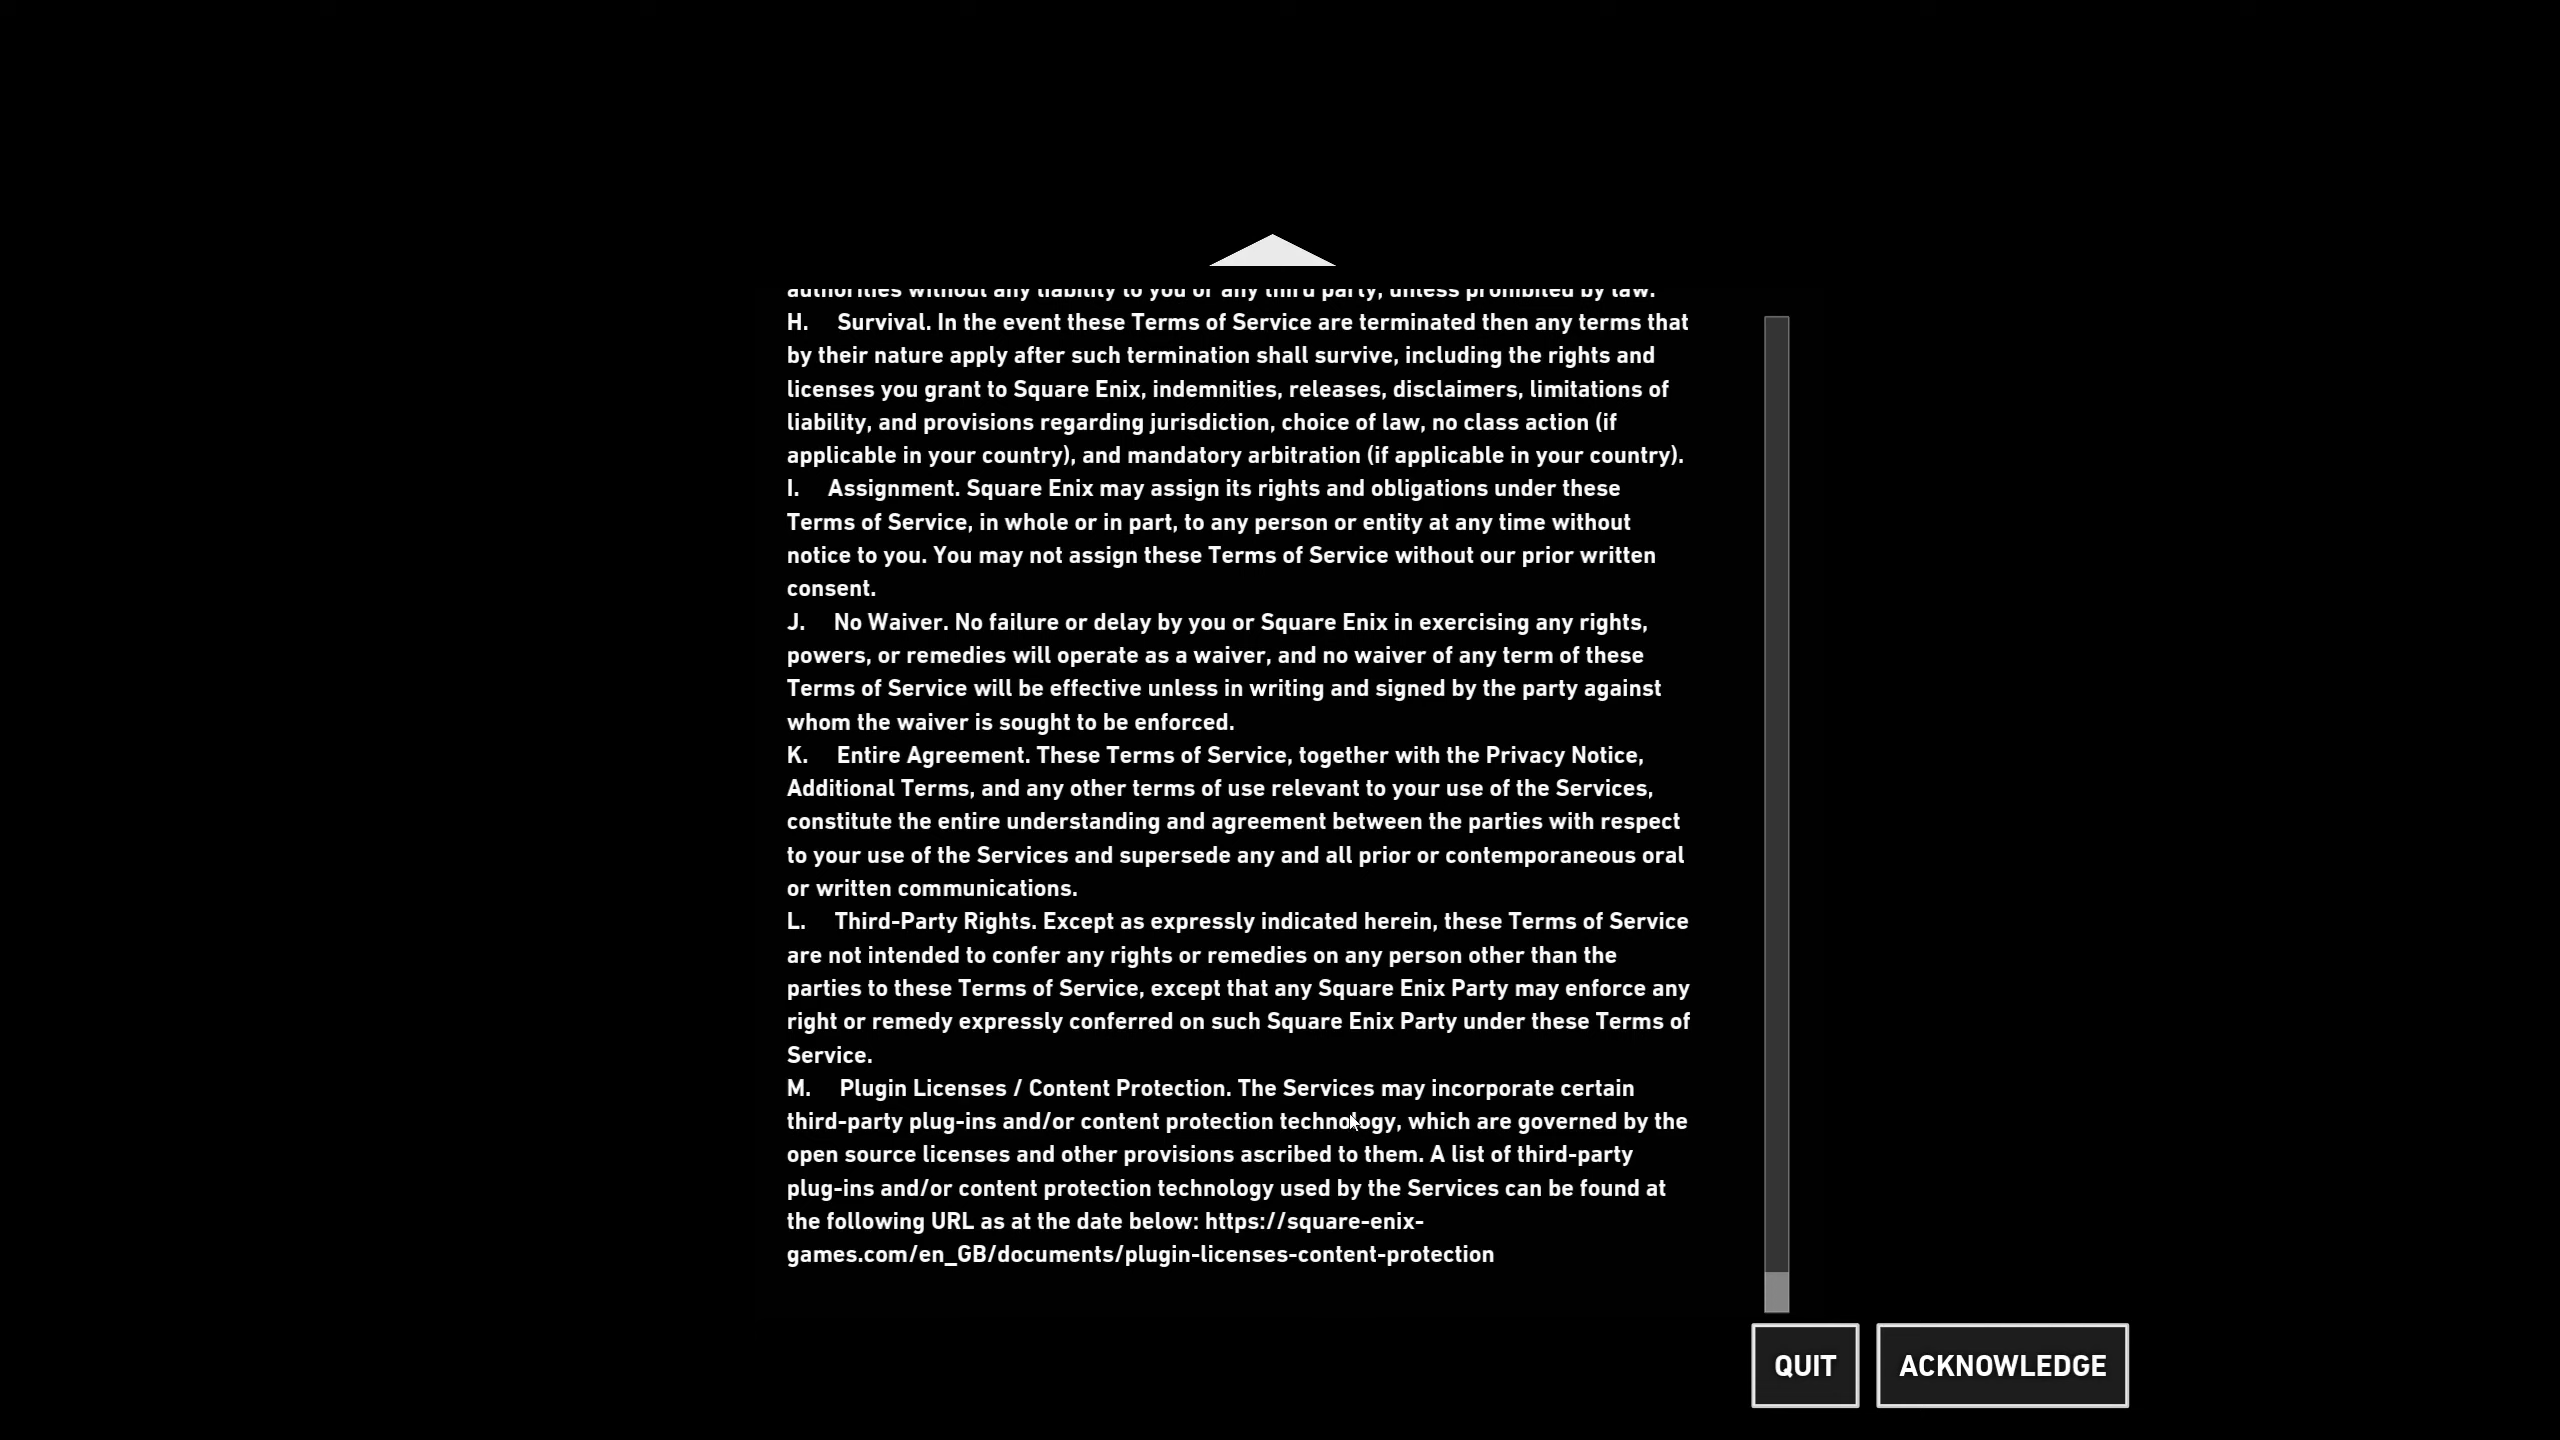 authorities without any liability to you or any third party, unless prohibited by law.
H. Survival. In the event these Terms of Service are terminated then any terms that
by their nature apply after such termination shall survive, including the rights and
licenses you grant to Square Enix, indemnities, releases, disclaimers, limitations of
liability, and provisions regarding jurisdiction, choice of law, no class action (if
applicable in your country), and mandatory arbitration (if applicable in your country).
I. Assignment. Square Enix may assign its rights and obligations under these
Terms of Service, in whole or in part, to any person or entity at any time without
notice to you. You may not assign these Terms of Service without our prior written
consent.
J. No Waiver. No failure or delay by you or Square Enix in exercising any rights,
powers, or remedies will operate as a waiver, and no waiver of any term of these
Terms of Service will be effective unless in writing and signed by the party against
whom the waiver is sought to be enforced.
K. Entire Agreement. These Terms of Service, together with the Privacy Notice,
Additional Terms, and any other terms of use relevant to your use of the Services,
constitute the entire understanding and agreement between the parties with respect
to your use of the Services and supersede any and all prior or contemporaneous oral
or written communications.
L. Third-Party Rights. Except as expressly indicated herein, these Terms of Service
are not intended to confer any rights or remedies on any person other than the
parties to these Terms of Service, except that any Square Enix Party may enforce any
right or remedy expressly conferred on such Square Enix Party under these Terms of
Service.
M. Plugin Licenses / Content Protection. The Services may incorporate certain
third-party plug-ins and/or content protection technology, which are governed by the
open source licenses and other provisions ascribed to them. A list of third-party
plug-ins and/or content protection technology used by the Services can be found at
the following URL as at the date below: https://square-enix-
games.com/en_GB/documents/plugin-licenses-content-protection
QUIT
ACKNOWLEDGE